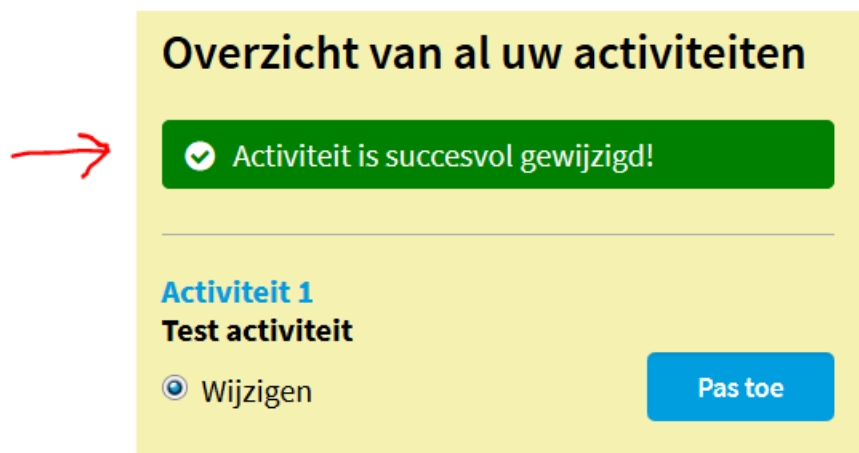 Overzicht van al uw activiteiten
Activiteit is succesvol gewijzigd!
Activiteit 1
Test activiteit
Wijzigen
Pas toe